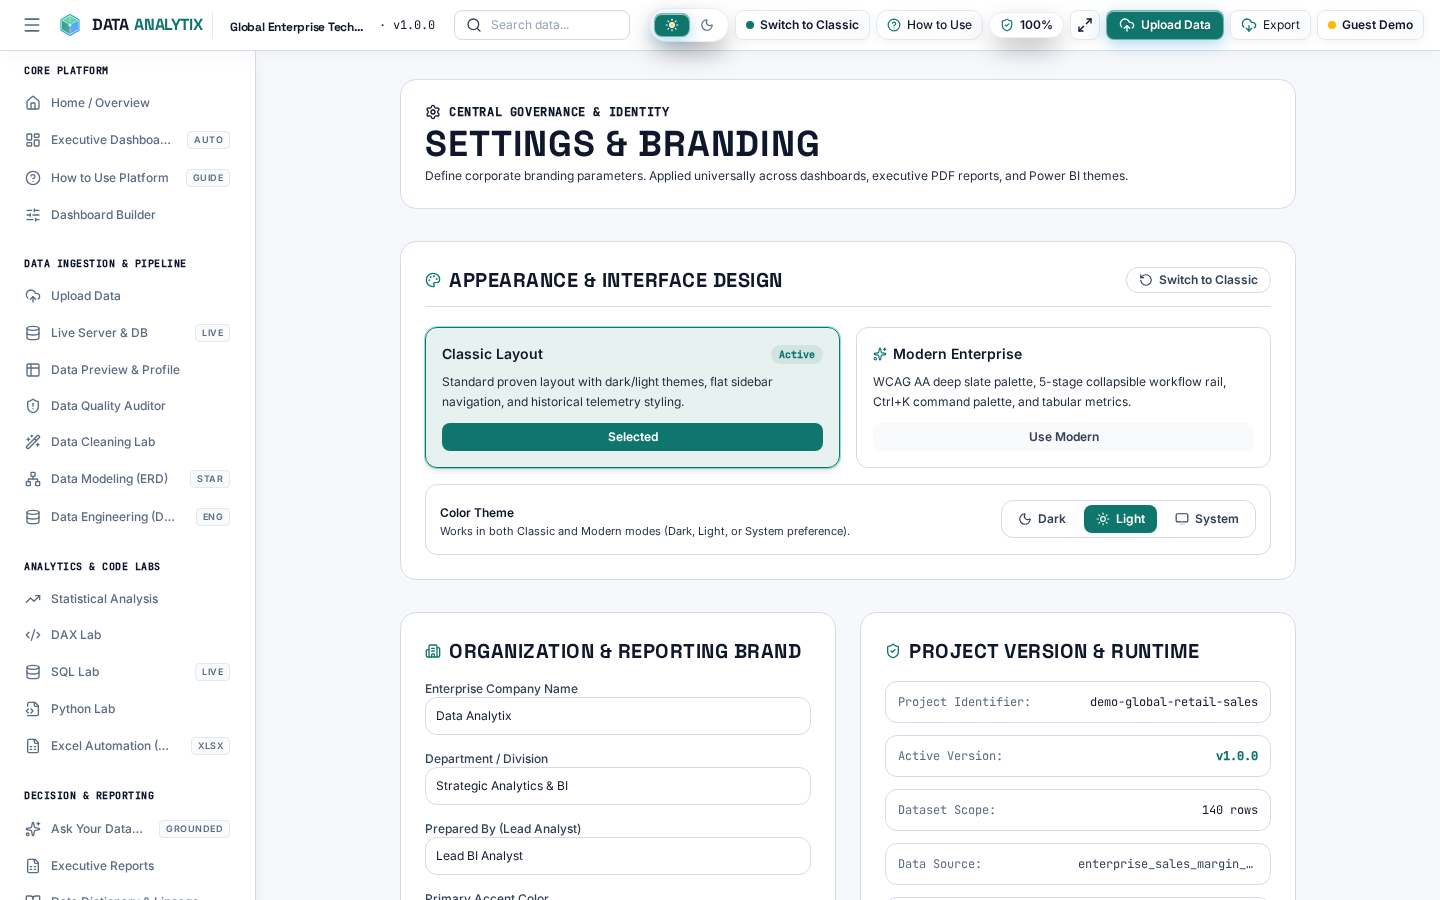 DATA ANALYTIX
Global Enterprise Tech...
· v1.0.0
Search data...
Switch to Classic
How to Use
100%
Upload Data
Export
Guest Demo
CORE PLATFORM
Home / Overview
Executive Dashboa... AUTO
How to Use Platform GUIDE
Dashboard Builder
DATA INGESTION & PIPELINE
Upload Data
Live Server & DB LIVE
Data Preview & Profile
Data Quality Auditor
Data Cleaning Lab
Data Modeling (ERD) STAR
Data Engineering (D... ENG
ANALYTICS & CODE LABS
Statistical Analysis
DAX Lab
SQL Lab LIVE
Python Lab
Excel Automation (... XLSX
DECISION & REPORTING
Ask Your Data... GROUNDED
Executive Reports
Data Dictionary & Lineage
CENTRAL GOVERNANCE & IDENTITY
SETTINGS & BRANDING
Define corporate branding parameters. Applied universally across dashboards, executive PDF reports, and Power BI themes.
APPEARANCE & INTERFACE DESIGN
Switch to Classic
Classic Layout Active
Standard proven layout with dark/light themes, flat sidebar
navigation, and historical telemetry styling.
Selected
Modern Enterprise
WCAG AA deep slate palette, 5-stage collapsible workflow rail,
Ctrl+K command palette, and tabular metrics.
Use Modern
Color Theme
Works in both Classic and Modern modes (Dark, Light, or System preference).
Dark Light System
ORGANIZATION & REPORTING BRAND
Enterprise Company Name
Data Analytix
Department / Division
Strategic Analytics & BI
Prepared By (Lead Analyst)
Lead BI Analyst
Primary Accent Color
PROJECT VERSION & RUNTIME
Project Identifier: demo-global-retail-sales
Active Version: v1.0.0
Dataset Scope: 140 rows
Data Source: enterprise_sales_margin_…